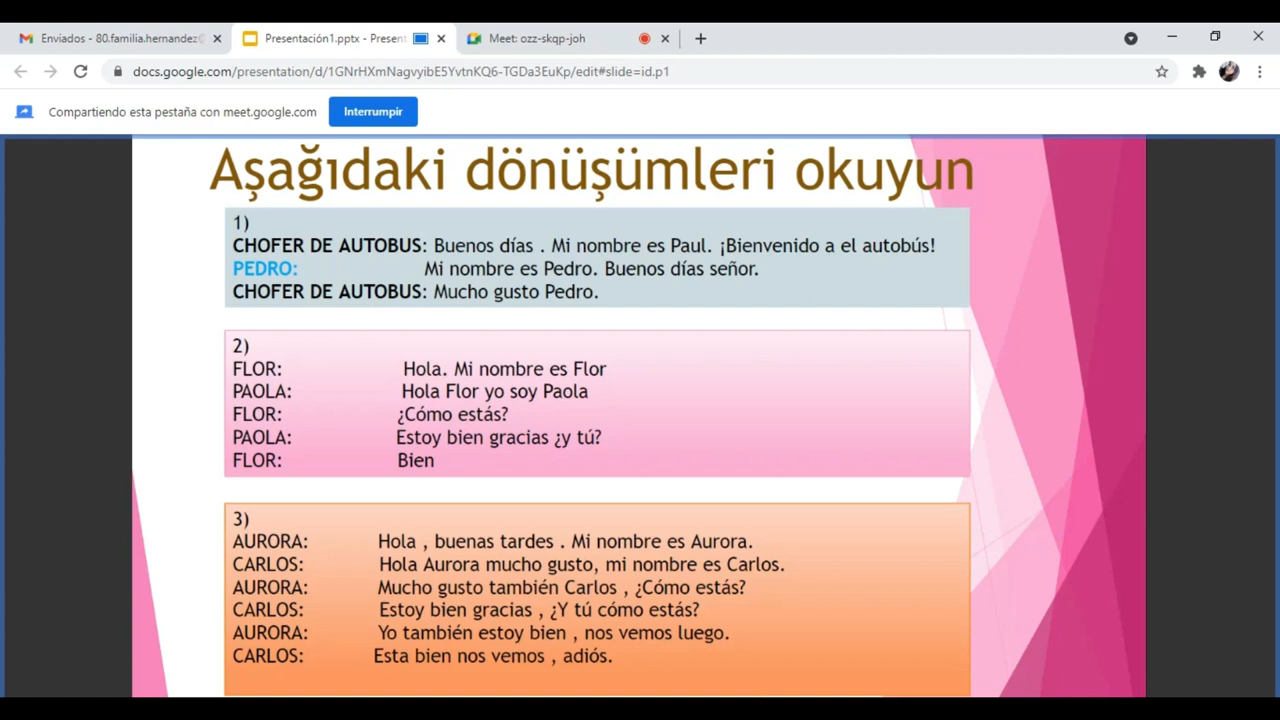 Enviados - 80.familia.hernandez@
Presentación1.pptx - Present
Meet: ozz-skqp-joh
docs.google.com/presentation/d/1GNrHXmNagvyibE5YvtnKQ6-TGDa3EuKp/edit#slide=id.p1
Compartiendo esta pestaña con meet.google.com
Interrumpir
Aşağıdaki dönüşümleri okuyun
1)
CHOFER DE AUTOBUS: Buenos días . Mi nombre es Paul. ¡Bienvenido a el autobús!
PEDRO: Mi nombre es Pedro. Buenos días señor.
CHOFER DE AUTOBUS: Mucho gusto Pedro.
2)
FLOR: Hola. Mi nombre es Flor
PAOLA: Hola Flor yo soy Paola
FLOR: ¿Cómo estás?
PAOLA: Estoy bien gracias ¿y tú?
FLOR: Bien
3)
AURORA: Hola , buenas tardes . Mi nombre es Aurora.
CARLOS: Hola Aurora mucho gusto, mi nombre es Carlos.
AURORA: Mucho gusto también Carlos , ¿Cómo estás?
CARLOS: Estoy bien gracias , ¿Y tú cómo estás?
AURORA: Yo también estoy bien , nos vemos luego.
CARLOS: Esta bien nos vemos , adiós.